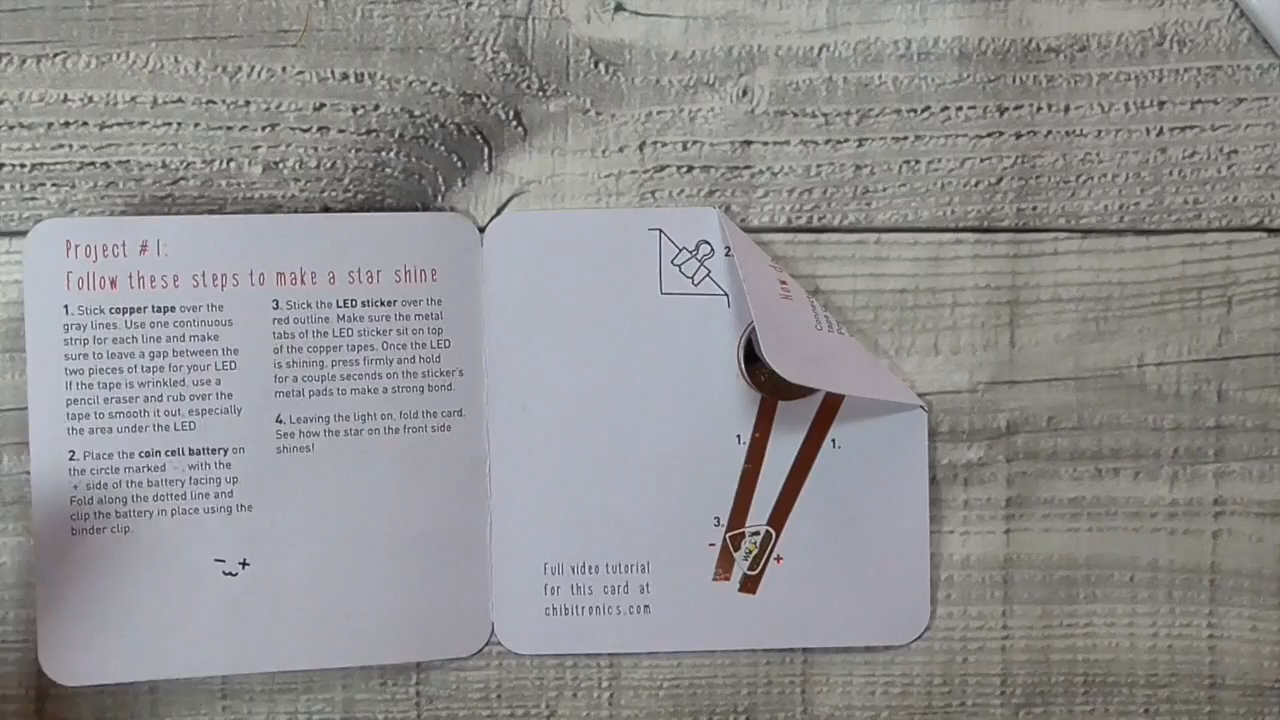 Project #1:
Follow these steps to make a star shine
1. Stick copper tape over the
gray lines. Use one continuous
strip for each line and make
sure to leave a gap between the
two pieces of tape for your LED
If the tape is wrinkled, use a
pencil eraser and rub over the
tape to smooth it out, especially
the area under the LED
2. Place the coin cell battery on
the circle marked "-", with the
"+" side of the battery facing up.
Fold along the dotted line and
clip the battery in place using the
binder clip.
3. Stick the LED sticker over the
red outline. Make sure the metal
tabs of the LED sticker sit on top
of the copper tapes. Once the LED
is shining, press firmly and hold
for a couple seconds on the sticker's
metal pads to make a strong bond.
4. Leaving the light on, fold the card.
See how the star on the front side
shines!
2.
How
1.
1.
3.
-
+
Full video tutorial
for this card at
chibitronics.com